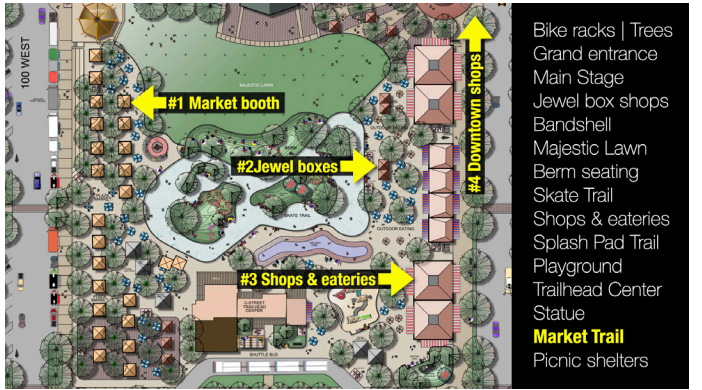 100 WEST
MAJESTIC LAWN
#1 Market booth
#2Jewel boxes
#4 Downtown shops
SKATE TRAIL
OUTDOOR EATING
#3 Shops & eateries
G-STREET
TRAILHEAD
CENTER
SHUTTLE BUS
Bike racks | Trees
Grand entrance
Main Stage
Jewel box shops
Bandshell
Majestic Lawn
Berm seating
Skate Trail
Shops & eateries
Splash Pad Trail
Playground
Trailhead Center
Statue
Market Trail
Picnic shelters